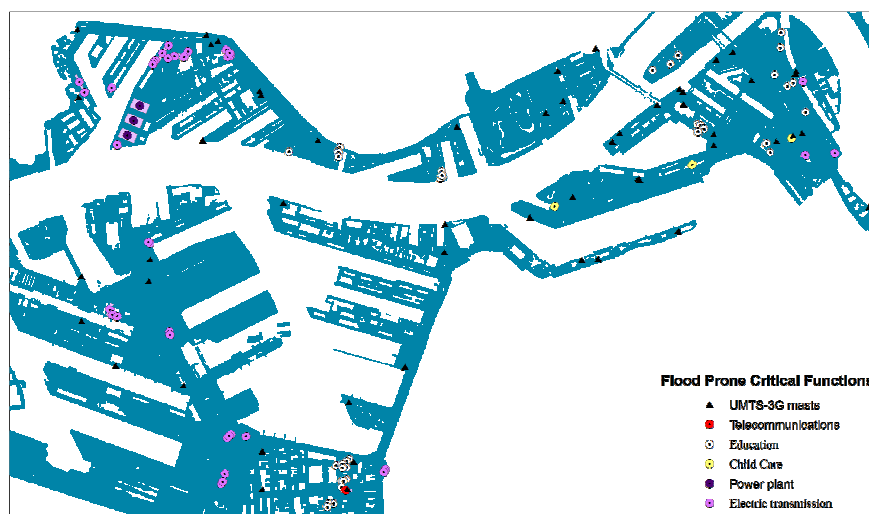 Flood Prone Critical Functions
UMTS-3G masts
Telecommunications
Education
Child Care
Power plant
Electric transmission